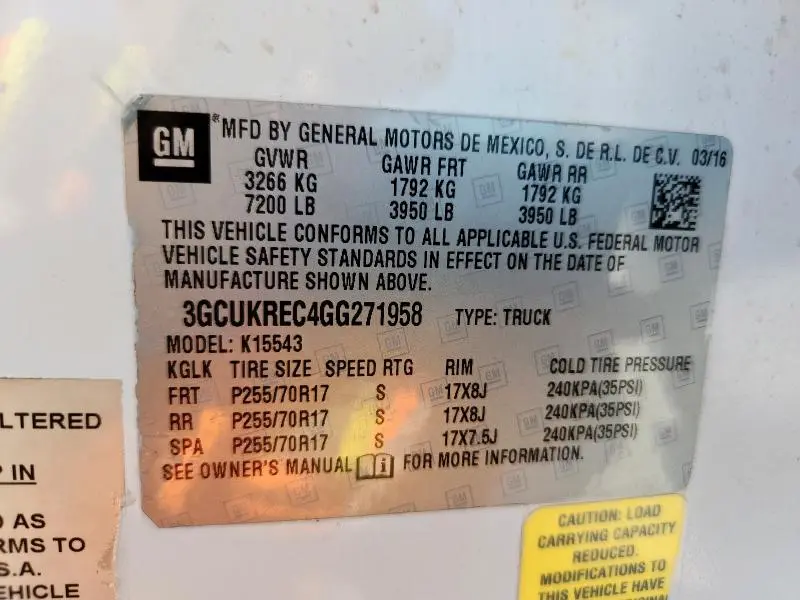 GM ® MFD BY GENERAL MOTORS DE MEXICO, S. DE R.L. DE C.V. 03/16
GVWR GAWR FRT GAWR RR
3266 KG 1792 KG 1792 KG
7200 LB 3950 LB 3950 LB
THIS VEHICLE CONFORMS TO ALL APPLICABLE U.S. FEDERAL MOTOR
VEHICLE SAFETY STANDARDS IN EFFECT ON THE DATE OF
MANUFACTURE SHOWN ABOVE.
3GCUKREC4GG271958 TYPE: TRUCK
MODEL: K15543
KGLK TIRE SIZE SPEED RTG RIM COLD TIRE PRESSURE
FRT P255/70R17 S 17X8J 240KPA(35PSI)
RR P255/70R17 S 17X8J 240KPA(35PSI)
SPA P255/70R17 S 17X7.5J 240KPA(35PSI)
SEE OWNER'S MANUAL i FOR MORE INFORMATION.
LTERED
P IN
AS
RMS TO
S.A.
EHICLE
CAUTION: LOAD
CARRYING CAPACITY
REDUCED.
MODIFICATIONS TO
THIS VEHICLE HAVE